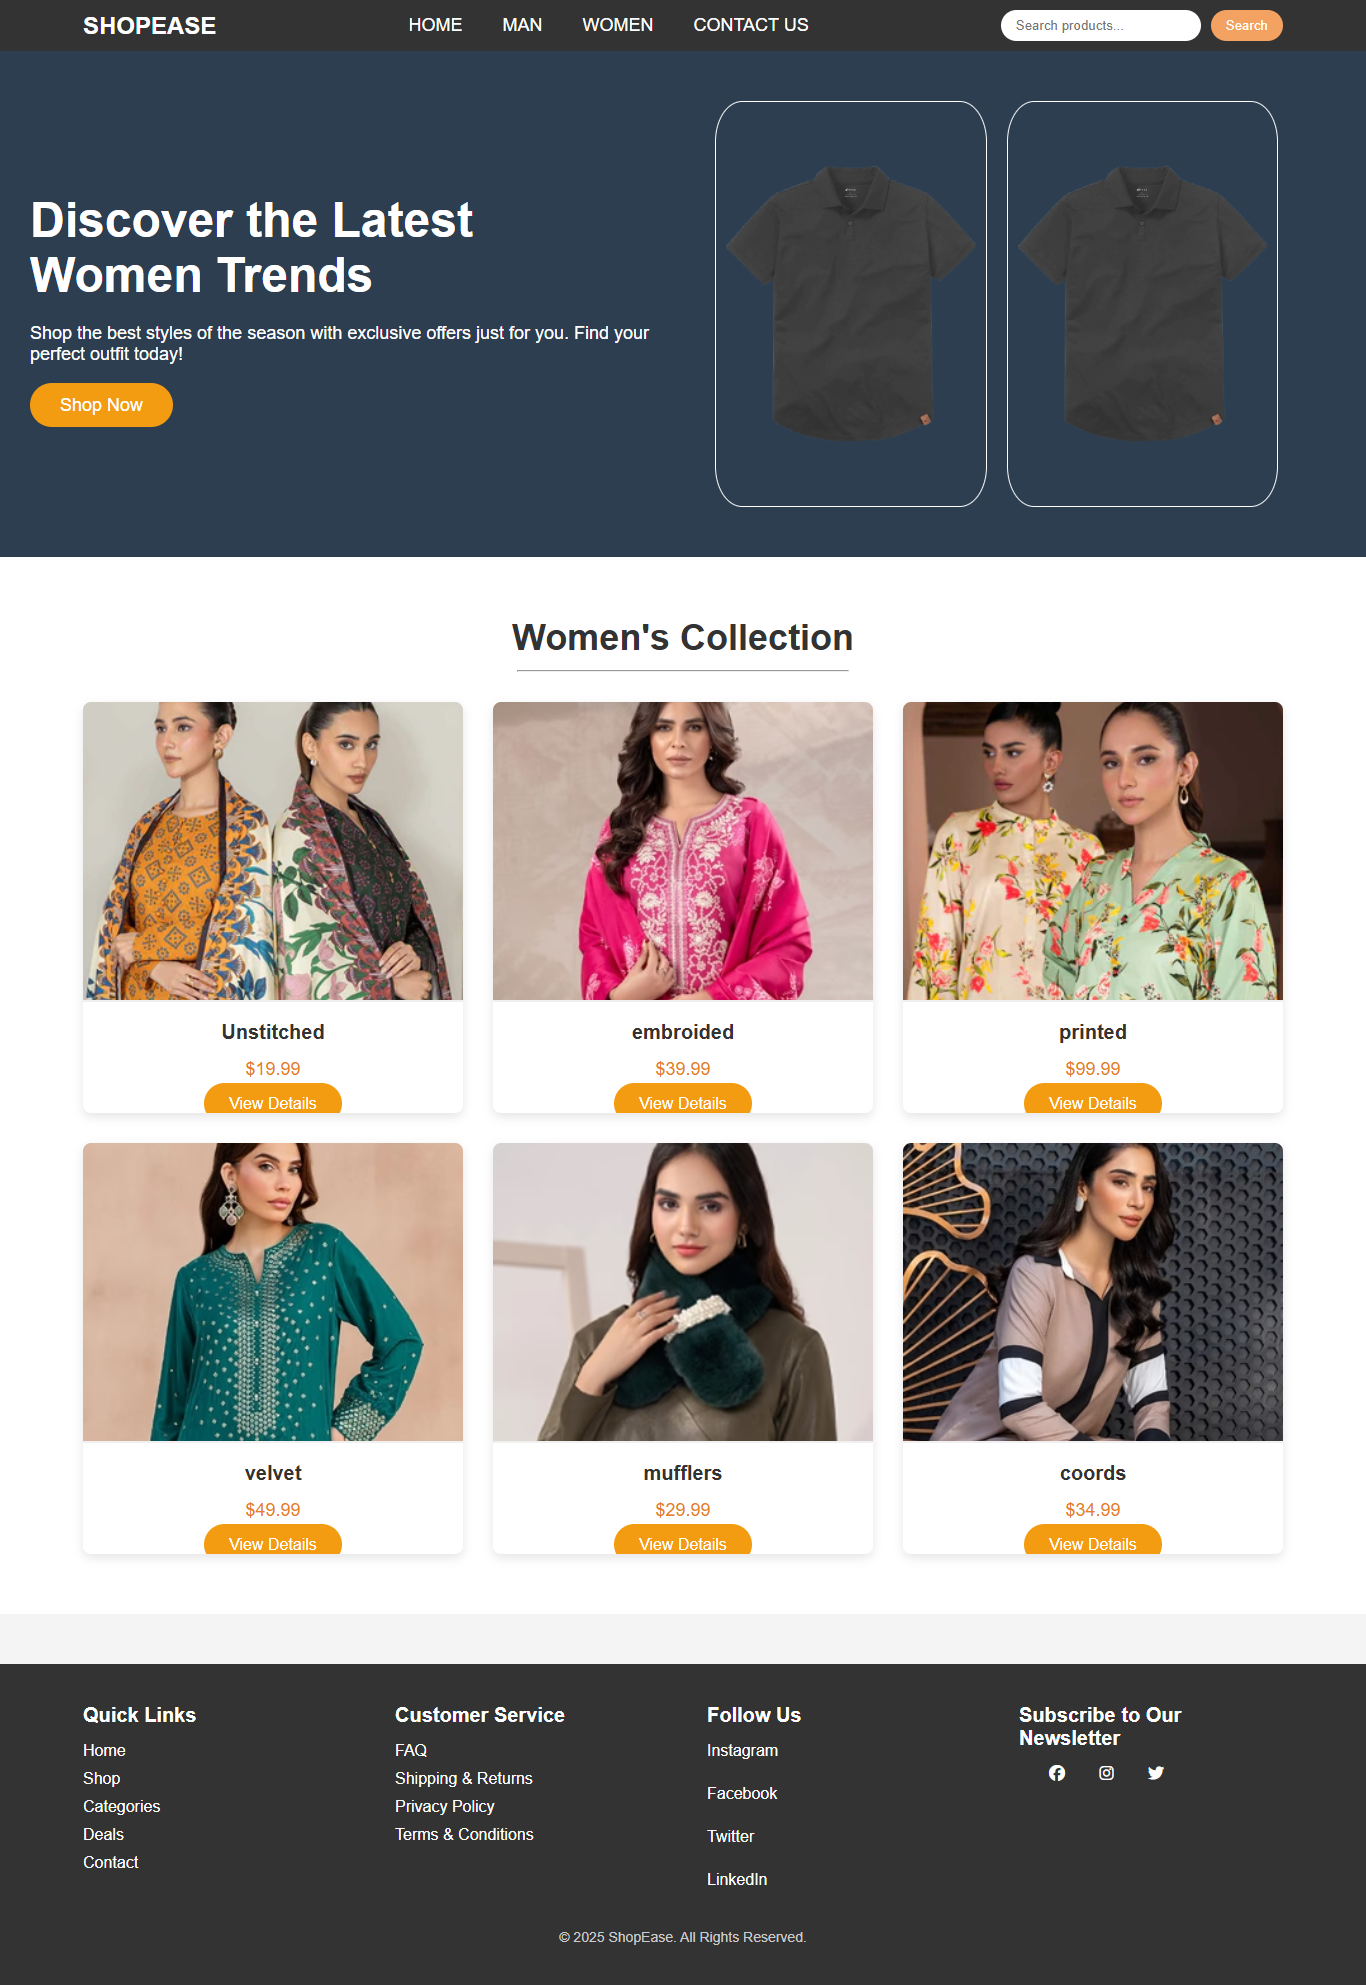 SHOPEASE
HOME
MAN
WOMEN
CONTACT US
Search products...
Search
Discover the Latest
Women Trends
Shop the best styles of the season with exclusive offers just for you. Find your
perfect outfit today!
Shop Now
Women's Collection
Unstitched
$19.99
View Details
embroided
$39.99
View Details
printed
$99.99
View Details
velvet
$49.99
View Details
mufflers
$29.99
View Details
coords
$34.99
View Details
Quick Links
Home
Shop
Categories
Deals
Contact
Customer Service
FAQ
Shipping & Returns
Privacy Policy
Terms & Conditions
Follow Us
Instagram
Facebook
Twitter
LinkedIn
Subscribe to Our
Newsletter
© 2025 ShopEase. All Rights Reserved.